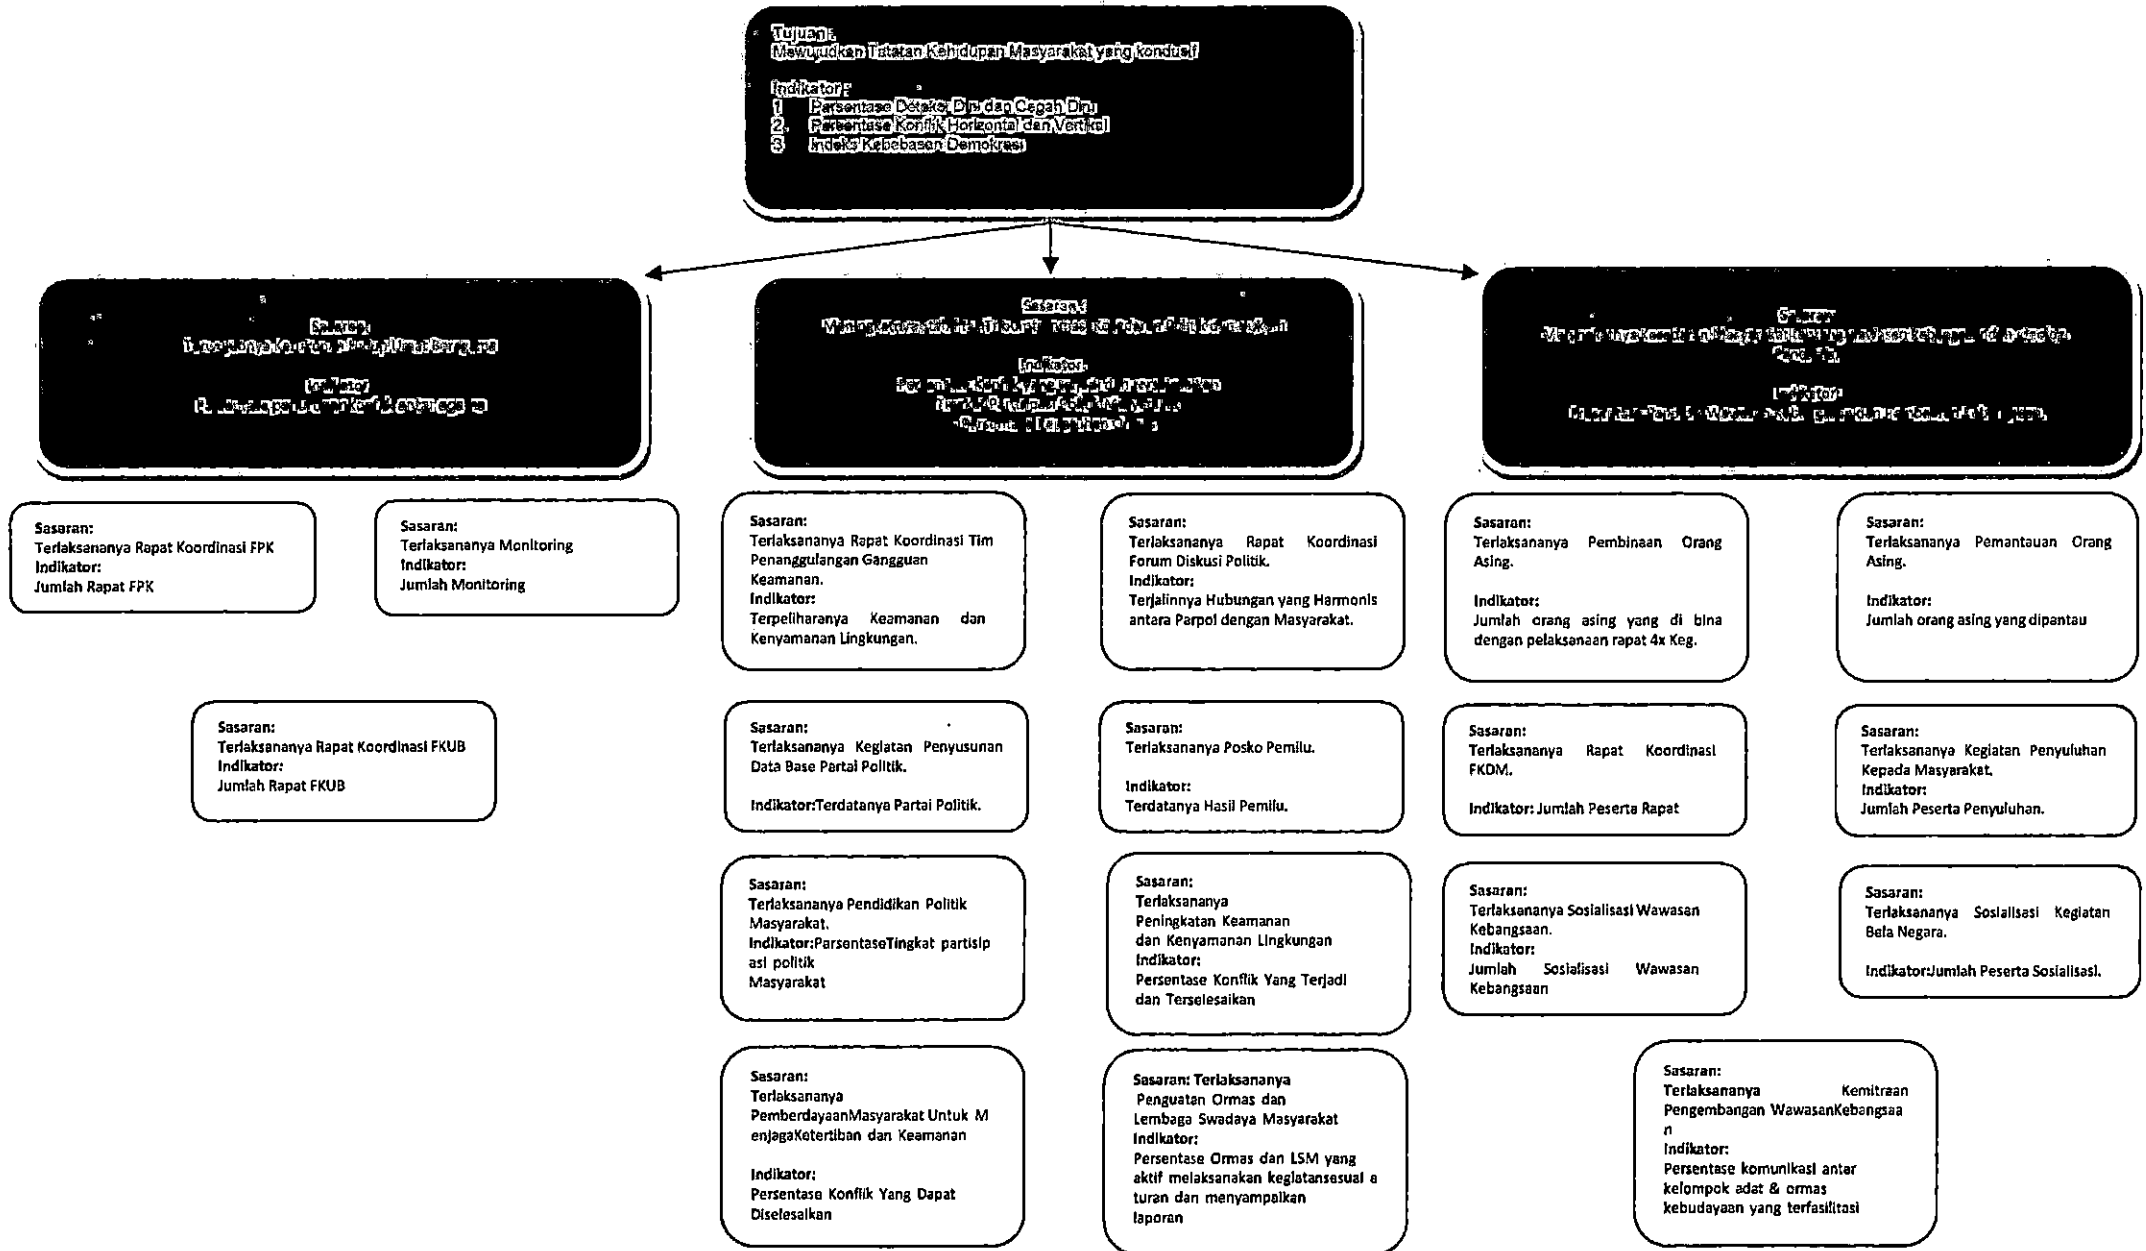 Tujuan :
Mewujudkan Tatatan Kehidupan Masyarakat yang kondusif
Indikator :
1 Persentase Deteksi Dini dan Cegah Dini
2. Persentase Konflik Horizontal dan Vertikal
3 Indeks Kebebasan Demokrasi
Sasaran:
Hidup Umat Beragama
Indikator
konflik antar agama
Sasaran :
Indikator.
Konflik yang
Sasaran:
Indikator:
Sasaran:
Terlaksananya Rapat Koordinasi FPK
Indikator:
Jumlah Rapat FPK
Sasaran:
Terlaksananya Monitoring
Indikator:
Jumlah Monitoring
Sasaran:
Terlaksananya Rapat Koordinasi FKUB
Indikator:
Jumlah Rapat FKUB
Sasaran:
Terlaksananya Rapat Koordinasi Tim
Penanggulangan Gangguan
Keamanan.
Indikator:
Terpeliharanya Keamanan dan
Kenyamanan Lingkungan.
Sasaran:
Terlaksananya Rapat Koordinasi
Forum Diskusi Politik.
Indikator:
Terjalinnya Hubungan yang Harmonis
antara Parpol dengan Masyarakat.
Sasaran:
Terlaksananya Kegiatan Penyusunan
Data Base Partai Politik.
Indikator:Terdatanya Partai Politik.
Sasaran:
Terlaksananya Posko Pemilu.
Indikator:
Terdatanya Hasil Pemilu.
Sasaran:
Terlaksananya Pendidikan Politik
Masyarakat.
Indikator:ParsentaseTingkat partisip
asi politik
Masyarakat
Sasaran:
Terlaksananya
Peningkatan Keamanan
dan Kenyamanan Lingkungan
Indikator:
Persentase Konflik Yang Terjadi
dan Terselesaikan
Sasaran:
Terlaksananya
PemberdayaanMasyarakat Untuk M
enjagaKetertiban dan Keamanan
Indikator:
Persentase Konflik Yang Dapat
Diselesaikan
Sasaran: Terlaksananya
Penguatan Ormas dan
Lembaga Swadaya Masyarakat
Indikator:
Persentase Ormas dan LSM yang
aktif melaksanakan kegiatansesuai a
turan dan menyampaikan
laporan
Sasaran:
Terlaksananya Pembinaan Orang
Asing.
Indikator:
Jumlah orang asing yang di bina
dengan pelaksanaan rapat 4x Keg.
Sasaran:
Terlaksananya Pemantauan Orang
Asing.
Indikator:
Jumlah orang asing yang dipantau
Sasaran:
Terlaksananya Rapat Koordinasi
FKDM.
Indikator: Jumlah Peserta Rapat
Sasaran:
Terlaksananya Kegiatan Penyuluhan
Kepada Masyarakat.
Indikator:
Jumlah Peserta Penyuluhan.
Sasaran:
Terlaksananya Sosialisasi Wawasan
Kebangsaan.
Indikator:
Jumlah Sosialisasi Wawasan
Kebangsaan
Sasaran:
Terlaksananya Sosialisasi Kegiatan
Bela Negara.
Indikator:Jumlah Peserta Sosialisasi.
Sasaran:
Terlaksananya Kemitraan
Pengembangan WawasanKebangsaa
n
Indikator:
Persentase komunikasi antar
kelompok adat & ormas
kebudayaan yang terfasilitasi